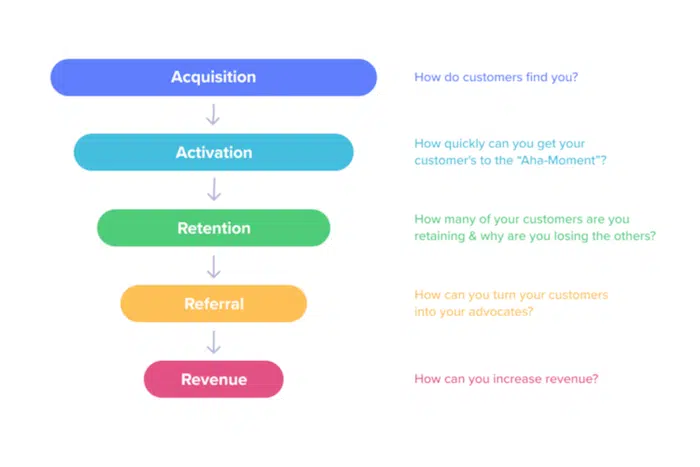 Acquisition
How do customers find you?
Activation
How quickly can you get your
customer's to the “Aha-Moment”?
Retention
How many of your customers are you
retaining & why are you losing the others?
Referral
How can you turn your customers
into your advocates?
Revenue
How can you increase revenue?